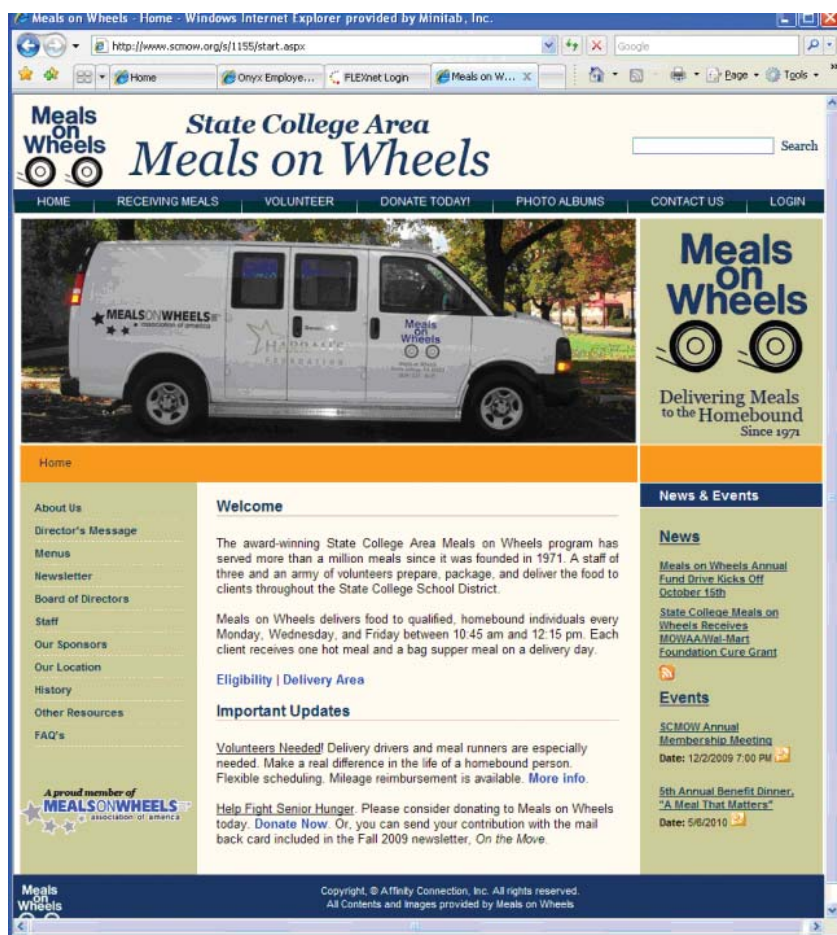 Meals on Wheels - Home - Windows Internet Explorer provided by Minitab, Inc.
http://www.scmow.org/s/1155/start.aspx
Google
Home
Onyx Employe...
FLEXnet Login
Meals on W... X
Page
Tools
Meals
on
Wheels
State College Area
Meals on Wheels
Search
HOME
RECEIVING MEALS
VOLUNTEER
DONATE TODAY!
PHOTO ALBUMS
CONTACT US
LOGIN
MEALSONWHEELS
association of america
HARRAH'S
FOUNDATION
Meals
on
Wheels
Meals
on
Wheels
Delivering Meals
to the Homebound
Since 1971
Home
About Us
Director's Message
Menus
Newsletter
Board of Directors
Staff
Our Sponsors
Our Location
History
Other Resources
FAQ's
A proud member of
MEALSONWHEELS
association of america
Welcome
The award-winning State College Area Meals on Wheels program has
served more than a million meals since it was founded in 1971. A staff of
three and an army of volunteers prepare, package, and deliver the food to
clients throughout the State College School District.
Meals on Wheels delivers food to qualified, homebound individuals every
Monday, Wednesday, and Friday between 10:45 am and 12:15 pm. Each
client receives one hot meal and a bag supper meal on a delivery day.
Eligibility | Delivery Area
Important Updates
Volunteers Needed! Delivery drivers and meal runners are especially
needed. Make a real difference in the life of a homebound person.
Flexible scheduling. Mileage reimbursement is available. More info.
Help Fight Senior Hunger. Please consider donating to Meals on Wheels
today. Donate Now. Or, you can send your contribution with the mail
back card included in the Fall 2009 newsletter, On the Move.
News & Events
News
Meals on Wheels Annual
Fund Drive Kicks Off
October 15th
State College Meals on
Wheels Receives
MOWAA/Wal-Mart
Foundation Cure Grant
Events
SCMOW Annual
Membership Meeting
Date: 12/2/2009 7:00 PM
5th Annual Benefit Dinner,
"A Meal That Matters"
Date: 5/6/2010
Meals
on
Wheels
Copyright, © Affinity Connection, Inc. All rights reserved.
All Contents and Images provided by Meals on Wheels